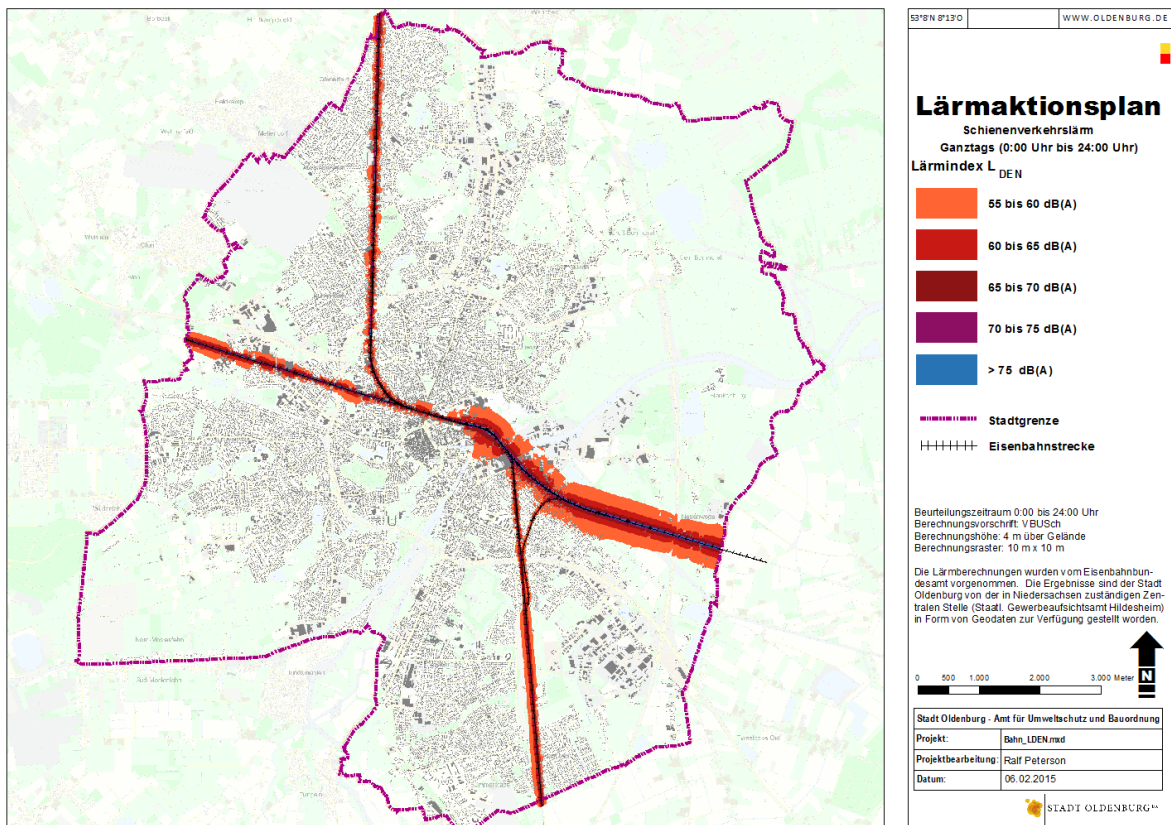 53°8'N 8°13'O
WWW.OLDENBURG.DE
Lärmaktionsplan
Schienenverkehrslärm
Ganztags (0:00 Uhr bis 24:00 Uhr)
Lärmindex L DEN
55 bis 60 dB(A)
60 bis 65 dB(A)
65 bis 70 dB(A)
70 bis 75 dB(A)
> 75 dB(A)
Stadtgrenze
Eisenbahnstrecke
Beurteilungszeitraum 0:00 bis 24:00 Uhr
Berechnungsvorschrift: VBUSch
Berechnungshöhe: 4 m über Gelände
Berechnungsraster: 10 m x 10 m
Die Lärmberechnungen wurden vom Eisenbahnbun-
desamt vorgenommen. Die Ergebnisse sind der Stadt
Oldenburg von der in Niedersachsen zuständigen Zen-
tralen Stelle (Staatl. Gewerbeaufsichtsamt Hildesheim)
in Form von Geodaten zur Verfügung gestellt worden.
N
0 500 1.000 2.000 3.000 Meter
Stadt Oldenburg - Amt für Umweltschutz und Bauordnung
Projekt: Bahn_LDEN.mxd
Projektbearbeitung: Ralf Peterson
Datum: 06.02.2015
STADT OLDENBURG